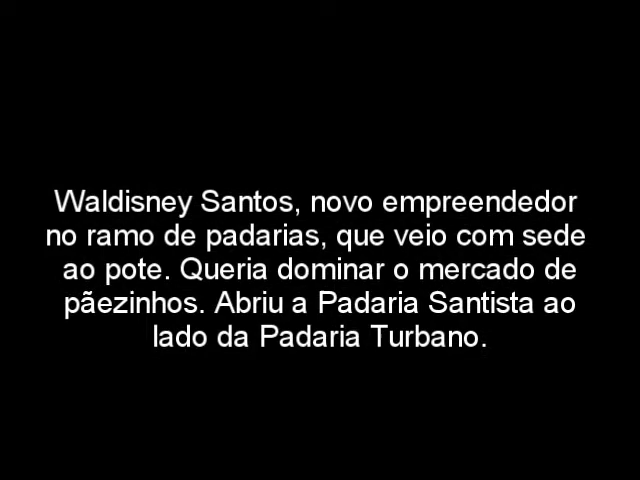 Waldisney Santos, novo empreendedor
no ramo de padarias, que veio com sede
ao pote. Queria dominar o mercado de
pãezinhos. Abriu a Padaria Santista ao
lado da Padaria Turbano.